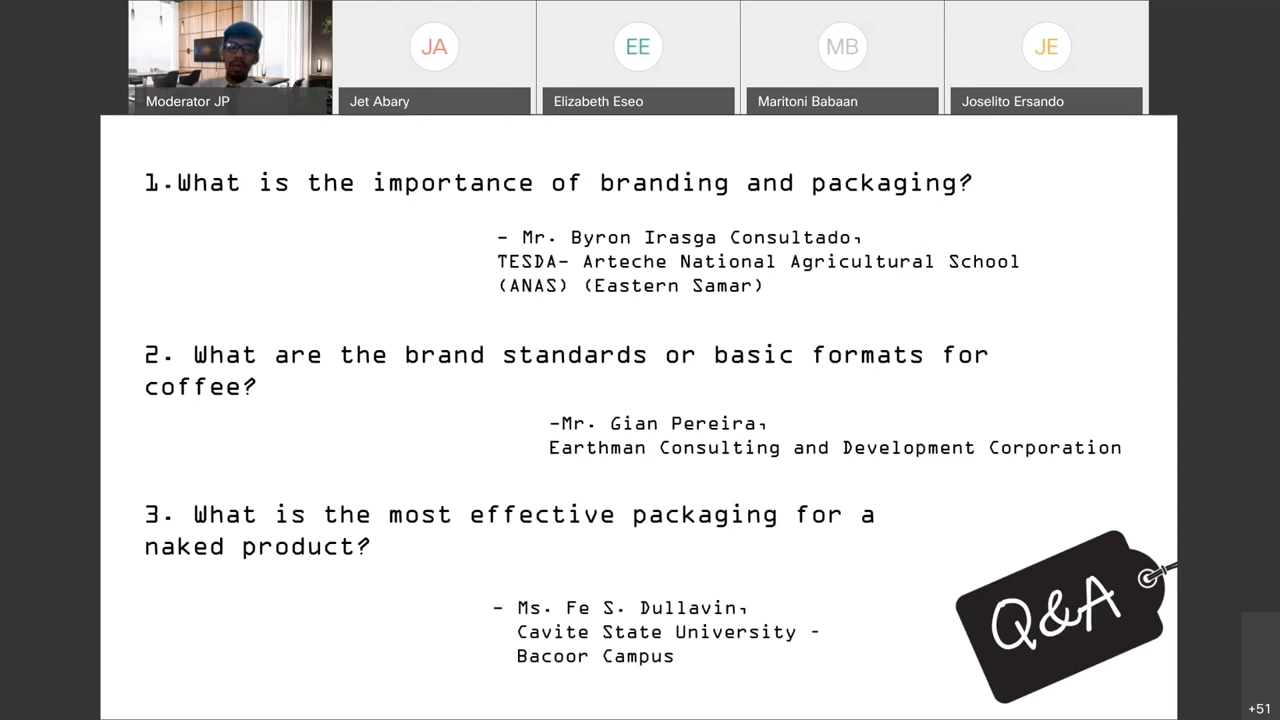 JA
EE
MB
JE
Moderator JP
Jet Abary
Elizabeth Eseo
Maritoni Babaan
Joselito Ersando
1.What is the importance of branding and packaging?
- Mr. Byron Irasga Consultado,
TESDA- Arteche National Agricultural School
(ANAS) (Eastern Samar)
2. What are the brand standards or basic formats for
coffee?
-Mr. Gian Pereira,
Earthman Consulting and Development Corporation
3. What is the most effective packaging for a
naked product?
- Ms. Fe S. Dullavin,
Cavite State University -
Bacoor Campus
Q&A
+51